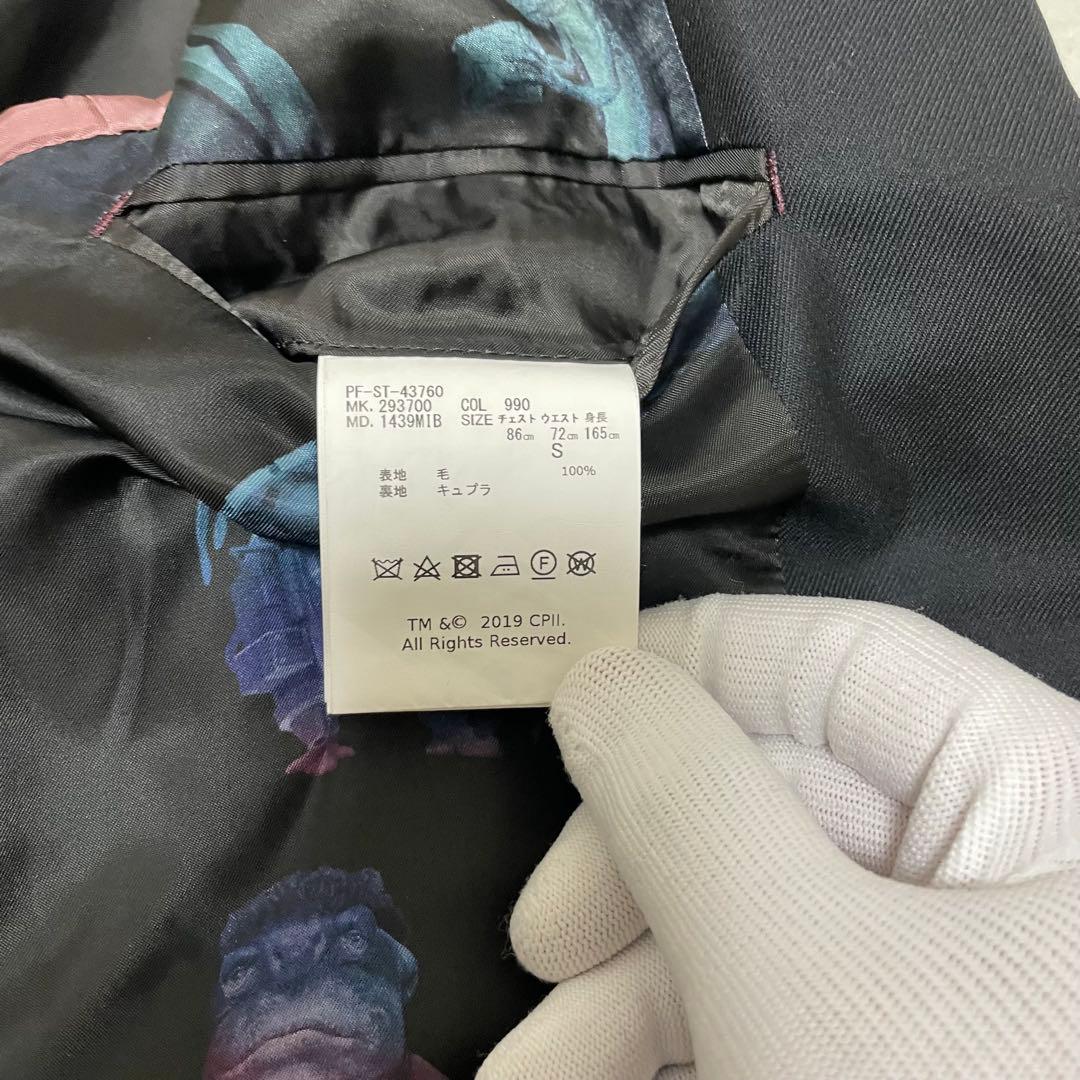 PF-ST-43760
MK. 293700 COL 990
MD. 1439MIB SIZE チェスト ウエスト 身長
86cm 72cm 165cm
S
表地 毛 100%
裏地 キュプラ
TM &© 2019 CPII.
All Rights Reserved.